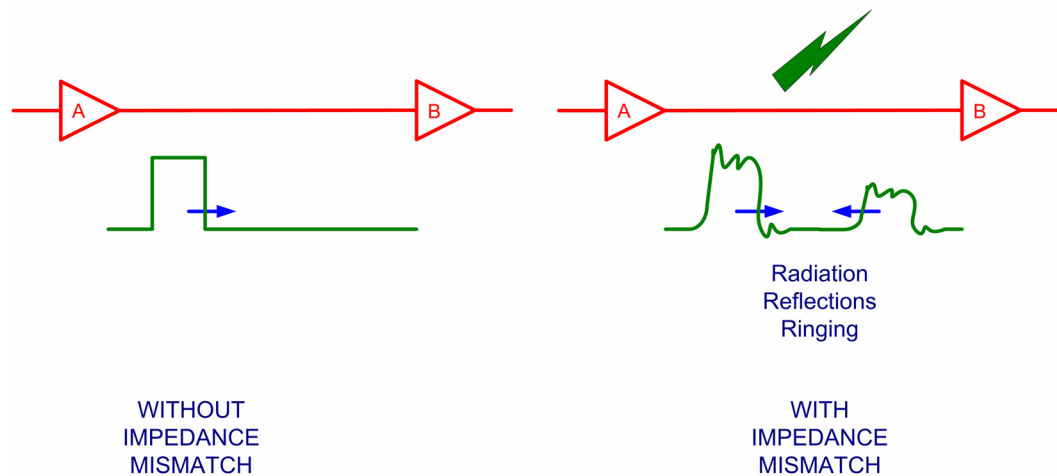 A
B
A
B
Radiation
Reflections
Ringing
WITHOUT
IMPEDANCE
MISMATCH
WITH
IMPEDANCE
MISMATCH